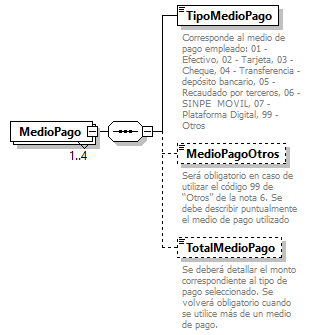 TipoMedioPago
Corresponde al medio de
pago empleado: 01 -
Efectivo, 02 - Tarjeta, 03 -
Cheque, 04 - Transferencia -
depósito bancario, 05 -
Recaudado por terceros, 06 -
SINPE MOVIL, 07 -
Plataforma Digital, 99 -
Otros
MedioPago
1..4
MedioPagoOtros
Será obligatorio en caso de
utilizar el código 99 de
“Otros” de la nota 6. Se
debe describir puntualmente
el medio de pago utilizado
TotalMedioPago
Se deberá detallar el monto
correspondiente al tipo de
pago seleccionado. Se
volverá obligatorio cuando
se utilice más de un medio
de pago.